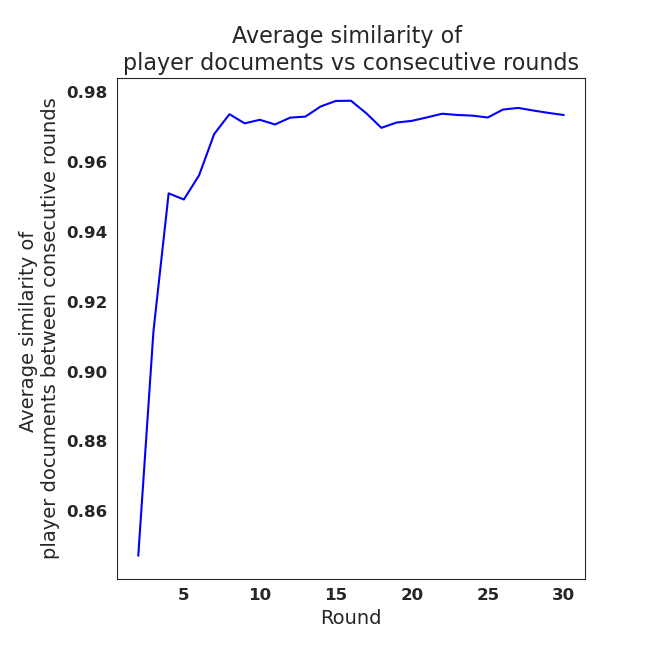 Average similarity of
player documents vs consecutive rounds
Average similarity of
player documents between consecutive rounds
0.98
0.96
0.94
0.92
0.90
0.88
0.86
5 10 15 20 25 30
Round